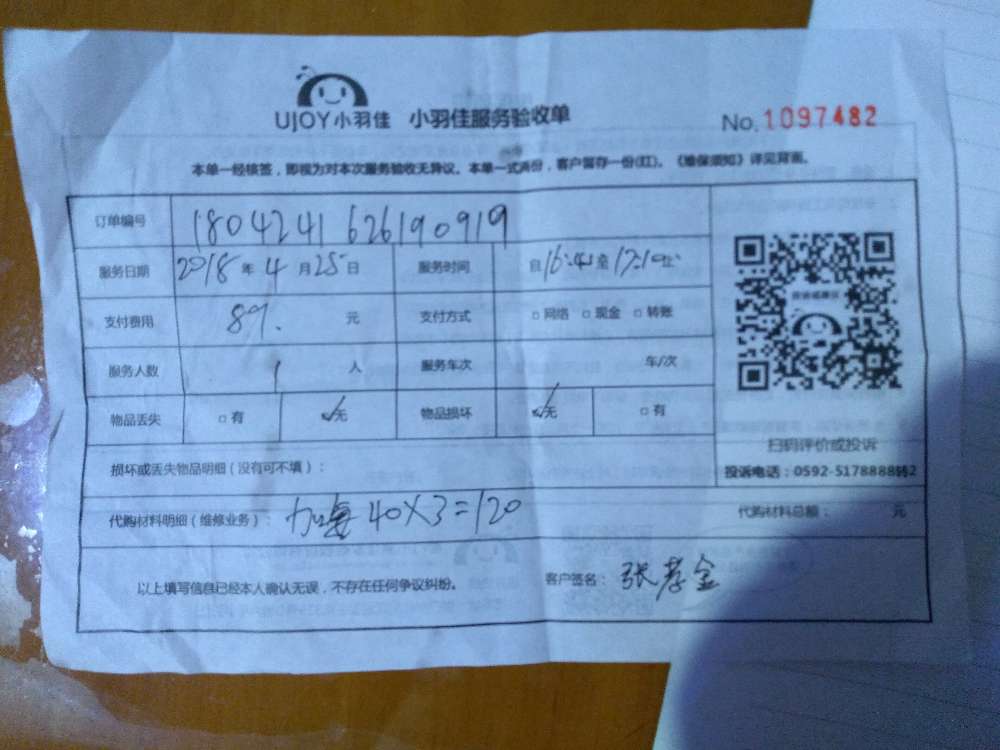 UJOY小羽佳 小羽佳服务验收单 No.1097482
本单一经核签，即视为对本次服务验收无异议。本单一式两份，客户留存一份(红)。《维保须知》详见背面。
订单编号 180424162619 0919
服务日期 2018年4月25日 服务时间 自16:41至17:10止
支付费用 89. 元 支付方式 □网络 □现金 □转账
服务人数 1 人 服务车次 车/次
物品丢失 □有 ☑无 物品损坏 ☑无 □有
扫码评价或投诉
损坏或丢失物品明细（没有可不填）：
投诉电话：0592-5178888转2
代购材料明细（维修业务）： 加 40×3=120 代购材料总额： 元
以上填写信息已经本人确认无误，不存在任何争议纠纷。 客户签名：张孝金